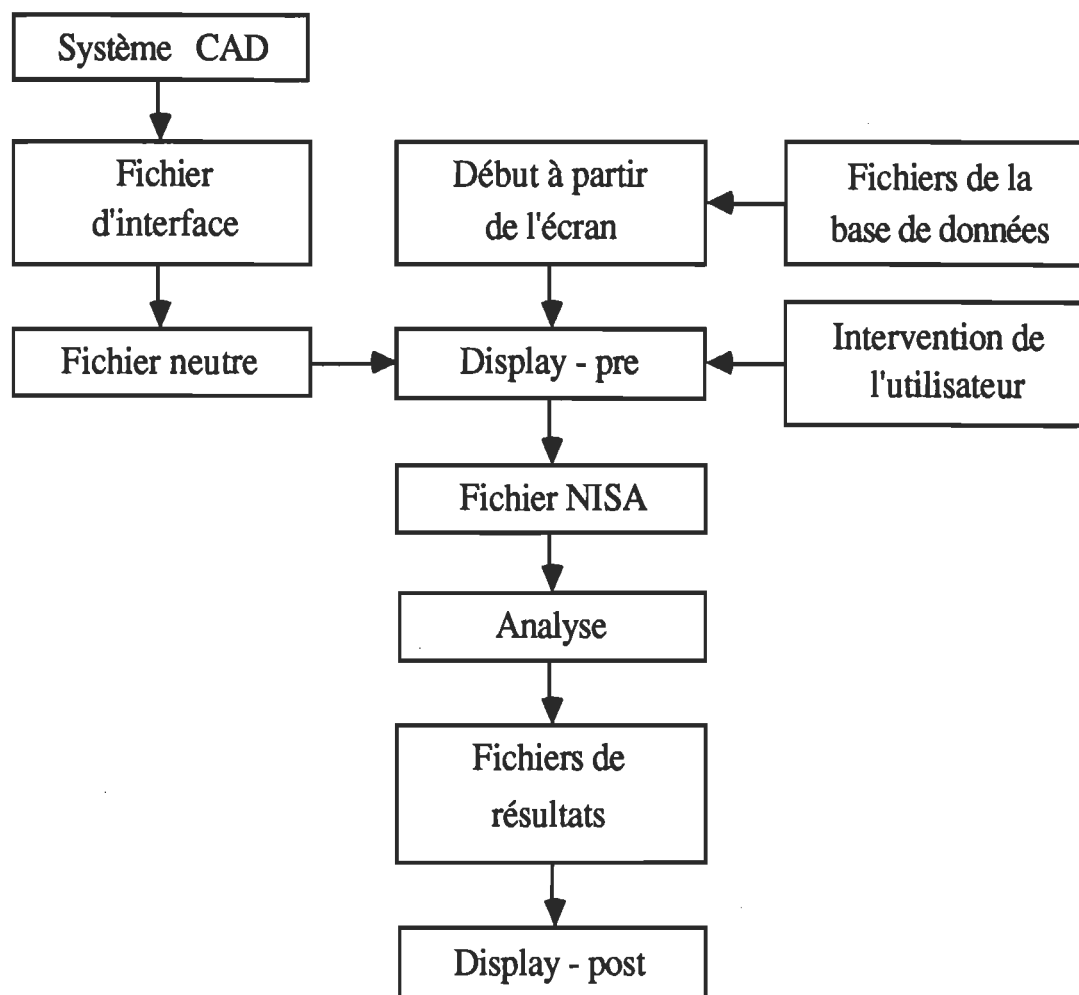 Système CAD
Fichier
d'interface
Début à partir
de l'écran
Fichiers de la
base de données
Fichier neutre
Display - pre
Intervention de
l'utilisateur
Fichier NISA
Analyse
Fichiers de
résultats
Display - post